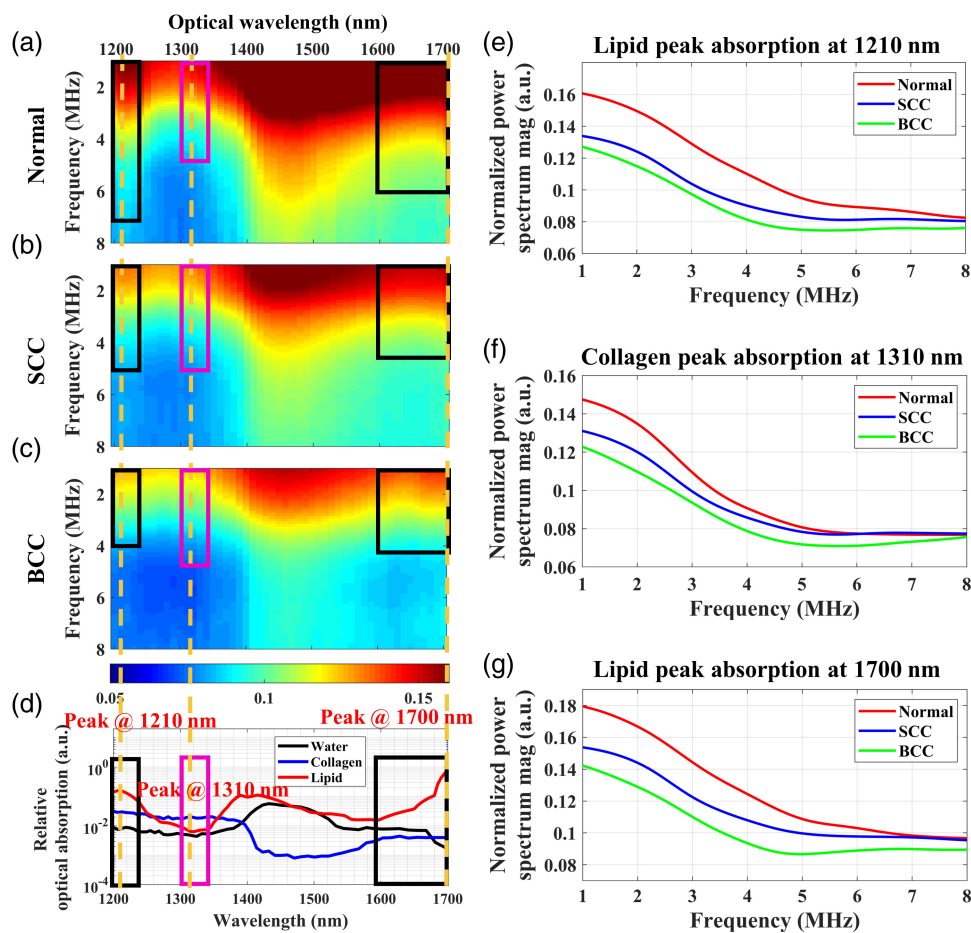 Optical wavelength (nm)
(a)
1200 1300 1400 1500 1600 1700
Normal
Frequency (MHz)
2
4
6
8
(b)
SCC
Frequency (MHz)
2
4
6
8
(c)
BCC
Frequency (MHz)
2
4
6
8
0.05 0.1 0.15
(d)
Peak @ 1210 nm
Peak @ 1700 nm
Peak @ 1310 nm
Water
Collagen
Lipid
Relative
optical absorption (a.u.)
10^0
10^-2
10^-4
1200 1300 1400 1500 1600 1700
Wavelength (nm)
(e)
Lipid peak absorption at 1210 nm
Normal
SCC
BCC
Normalized power
spectrum mag (a.u.)
0.16
0.14
0.12
0.1
0.08
0.06
1 2 3 4 5 6 7 8
Frequency (MHz)
(f)
Collagen peak absorption at 1310 nm
Normal
SCC
BCC
Normalized power
spectrum mag (a.u.)
0.16
0.14
0.12
0.1
0.08
0.06
1 2 3 4 5 6 7 8
Frequency (MHz)
(g)
Lipid peak absorption at 1700 nm
Normal
SCC
BCC
Normalized power
spectrum mag (a.u.)
0.18
0.16
0.14
0.12
0.1
0.08
1 2 3 4 5 6 7 8
Frequency (MHz)